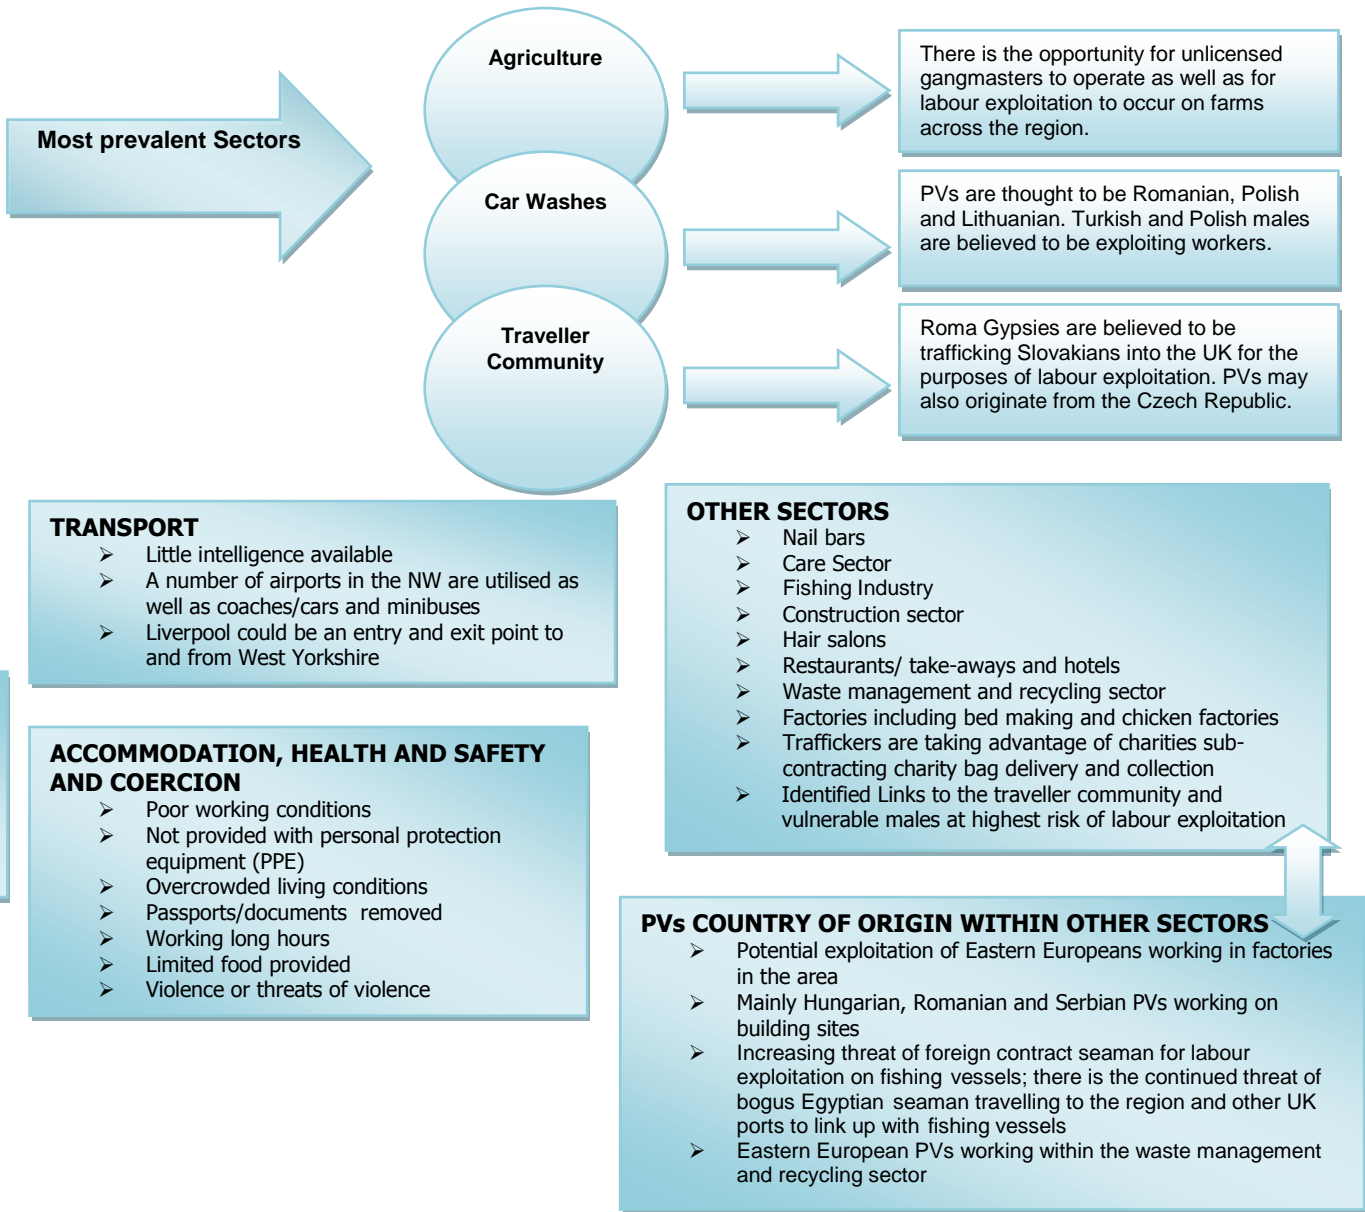 Most prevalent Sectors
Agriculture
There is the opportunity for unlicensed
gangmasters to operate as well as for
labour exploitation to occur on farms
across the region.
Car Washes
PVs are thought to be Romanian, Polish
and Lithuanian. Turkish and Polish males
are believed to be exploiting workers.
Traveller
Community
Roma Gypsies are believed to be
trafficking Slovakians into the UK for the
purposes of labour exploitation. PVs may
also originate from the Czech Republic.
TRANSPORT
➢ Little intelligence available
➢ A number of airports in the NW are utilised as
well as coaches/cars and minibuses
➢ Liverpool could be an entry and exit point to
and from West Yorkshire
ACCOMMODATION, HEALTH AND SAFETY
AND COERCION
➢ Poor working conditions
➢ Not provided with personal protection
equipment (PPE)
➢ Overcrowded living conditions
➢ Passports/documents removed
➢ Working long hours
➢ Limited food provided
➢ Violence or threats of violence
OTHER SECTORS
➢ Nail bars
➢ Care Sector
➢ Fishing Industry
➢ Construction sector
➢ Hair salons
➢ Restaurants/ take-aways and hotels
➢ Waste management and recycling sector
➢ Factories including bed making and chicken factories
➢ Traffickers are taking advantage of charities sub-
contracting charity bag delivery and collection
➢ Identified Links to the traveller community and
vulnerable males at highest risk of labour exploitation
PVs COUNTRY OF ORIGIN WITHIN OTHER SECTORS
➢ Potential exploitation of Eastern Europeans working in factories
in the area
➢ Mainly Hungarian, Romanian and Serbian PVs working on
building sites
➢ Increasing threat of foreign contract seaman for labour
exploitation on fishing vessels; there is the continued threat of
bogus Egyptian seaman travelling to the region and other UK
ports to link up with fishing vessels
➢ Eastern European PVs working within the waste management
and recycling sector